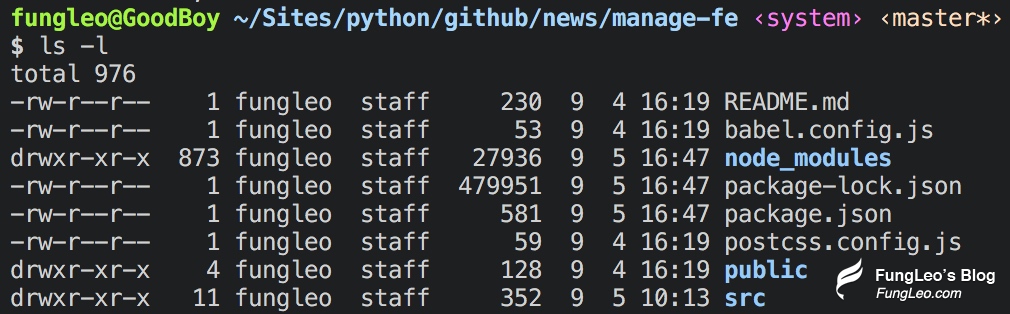 fungleo@GoodBoy ~/Sites/python/github/news/manage-fe ‹system› ‹master*›
$ ls -l
total 976
-rw-r--r--    1 fungleo  staff     230  9  4 16:19 README.md
-rw-r--r--    1 fungleo  staff      53  9  4 16:19 babel.config.js
drwxr-xr-x  873 fungleo  staff   27936  9  5 16:47 node_modules
-rw-r--r--    1 fungleo  staff  479951  9  5 16:47 package-lock.json
-rw-r--r--    1 fungleo  staff     581  9  5 16:47 package.json
-rw-r--r--    1 fungleo  staff      59  9  4 16:19 postcss.config.js
drwxr-xr-x    4 fungleo  staff     128  9  4 16:19 public
drwxr-xr-x   11 fungleo  staff     352  9  5 10:13 src
FungLeo's Blog
FungLeo.com